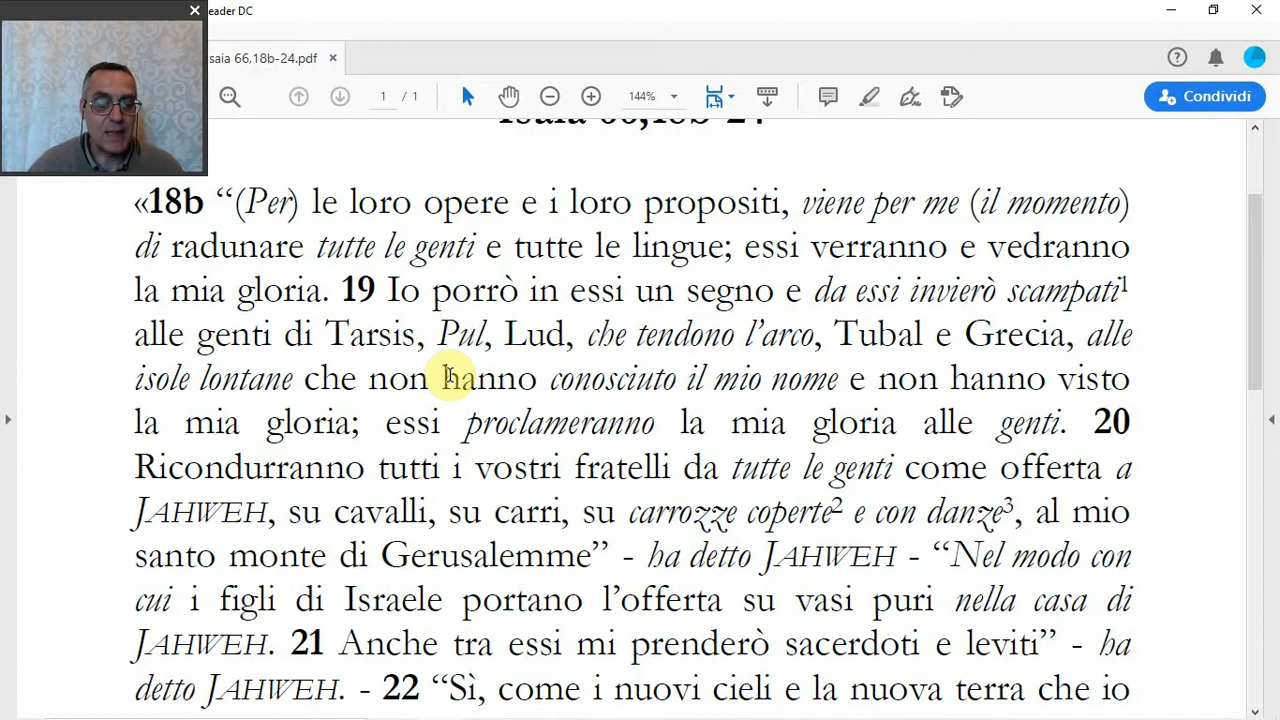 eader DC
saia 66,18b-24.pdf
1 / 1
144%
Condividi
Isaia 66,18b-24
«18b “(Per) le loro opere e i loro propositi, viene per me (il momento)
di radunare tutte le genti e tutte le lingue; essi verranno e vedranno
la mia gloria. 19 Io porrò in essi un segno e da essi invierò scampati1
alle genti di Tarsis, Pul, Lud, che tendono l’arco, Tubal e Grecia, alle
isole lontane che non hanno conosciuto il mio nome e non hanno visto
la mia gloria; essi proclameranno la mia gloria alle genti. 20
Ricondurranno tutti i vostri fratelli da tutte le genti come offerta a
JAHWEH, su cavalli, su carri, su carrozze coperte2 e con danze3, al mio
santo monte di Gerusalemme” - ha detto JAHWEH - “Nel modo con
cui i figli di Israele portano l’offerta su vasi puri nella casa di
JAHWEH. 21 Anche tra essi mi prenderò sacerdoti e leviti” - ha
detto JAHWEH. - 22 “Sì, come i nuovi cieli e la nuova terra che io